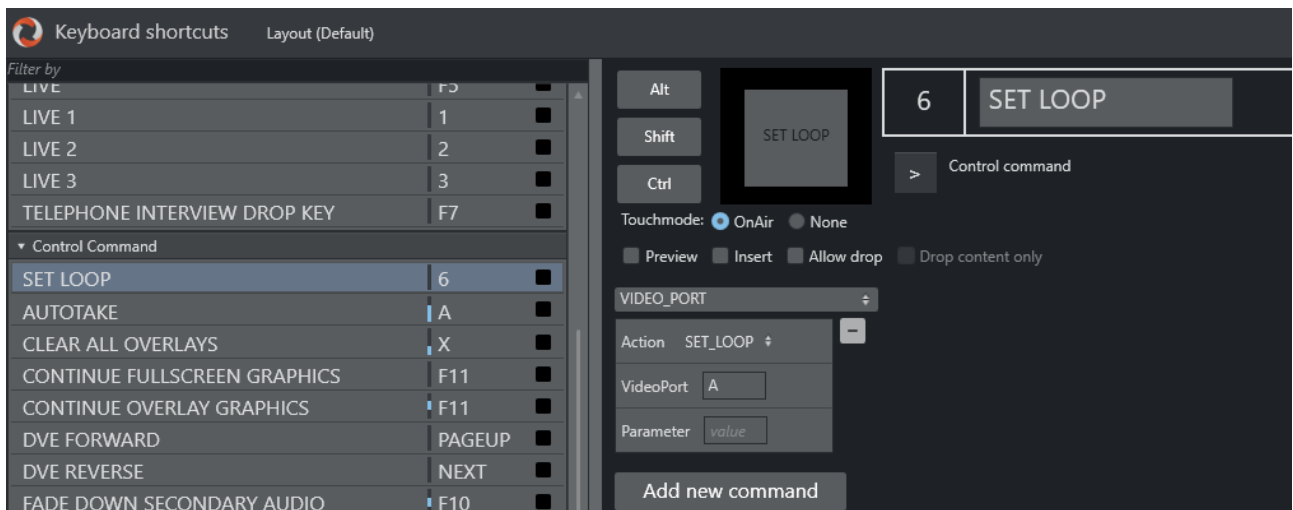 Keyboard shortcuts Layout (Default)
Filter by
LIVE F5
LIVE 1 1
LIVE 2 2
LIVE 3 3
TELEPHONE INTERVIEW DROP KEY F7
Control Command
SET LOOP 6
AUTOTAKE A
CLEAR ALL OVERLAYS X
CONTINUE FULLSCREEN GRAPHICS F11
CONTINUE OVERLAY GRAPHICS F11
DVE FORWARD PAGEUP
DVE REVERSE NEXT
FADE DOWN SECONDARY AUDIO F10
Alt
Shift
Ctrl
SET LOOP
6 SET LOOP
> Control command
Touchmode: OnAir None
Preview Insert Allow drop Drop content only
VIDEO_PORT
Action SET_LOOP
VideoPort A
Parameter value
Add new command